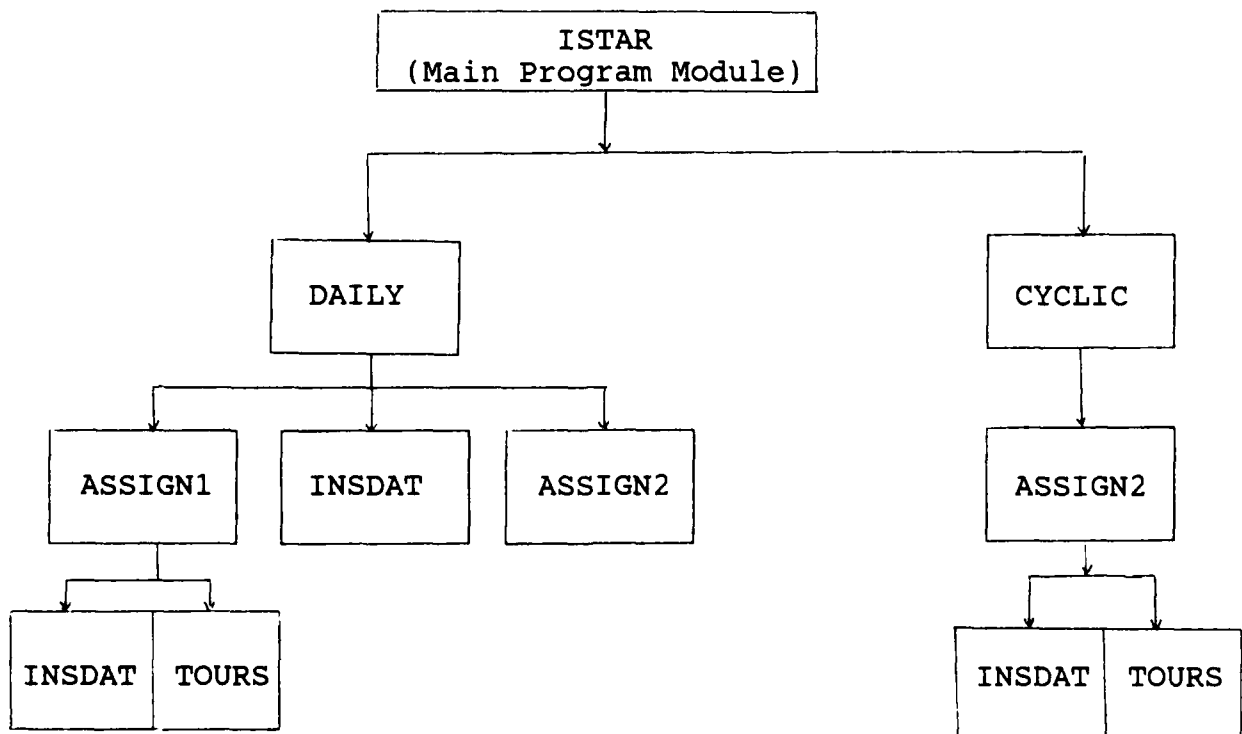 ISTAR
(Main Program Module)
DAILY
CYCLIC
ASSIGN1
INSDAT
ASSIGN2
ASSIGN2
INSDAT
TOURS
INSDAT
TOURS